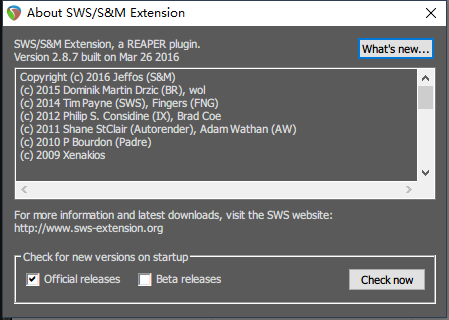 About SWS/S&M Extension
SWS/S&M Extension, a REAPER plugin.
Version 2.8.7 built on Mar 26 2016
What's new...
Copyright (c) 2016 Jeffos (S&M)
(c) 2015 Dominik Martin Drzic (BR), wol
(c) 2014 Tim Payne (SWS), Fingers (FNG)
(c) 2012 Philip S. Considine (IX), Brad Coe
(c) 2011 Shane StClair (Autorender), Adam Wathan (AW)
(c) 2010 P Bourdon (Padre)
(c) 2009 Xenakios
For more information and latest downloads, visit the SWS website:
http://www.sws-extension.org
Check for new versions on startup
Official releases
Beta releases
Check now